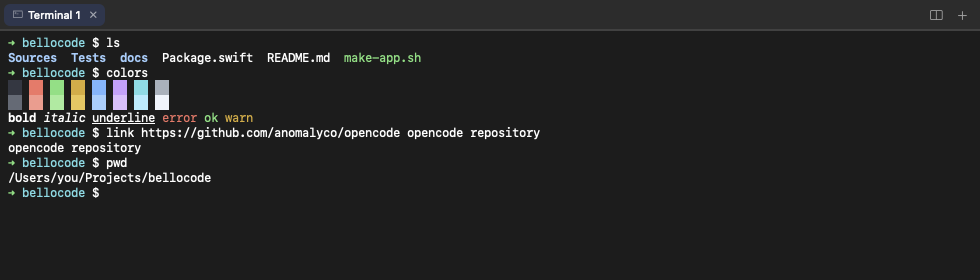 Terminal 1
➜ bellocode $ ls
Sources Tests docs Package.swift README.md make-app.sh
➜ bellocode $ colors
bold italic underline error ok warn
➜ bellocode $ link https://github.com/anomalyco/opencode opencode repository
opencode repository
➜ bellocode $ pwd
/Users/you/Projects/bellocode
➜ bellocode $